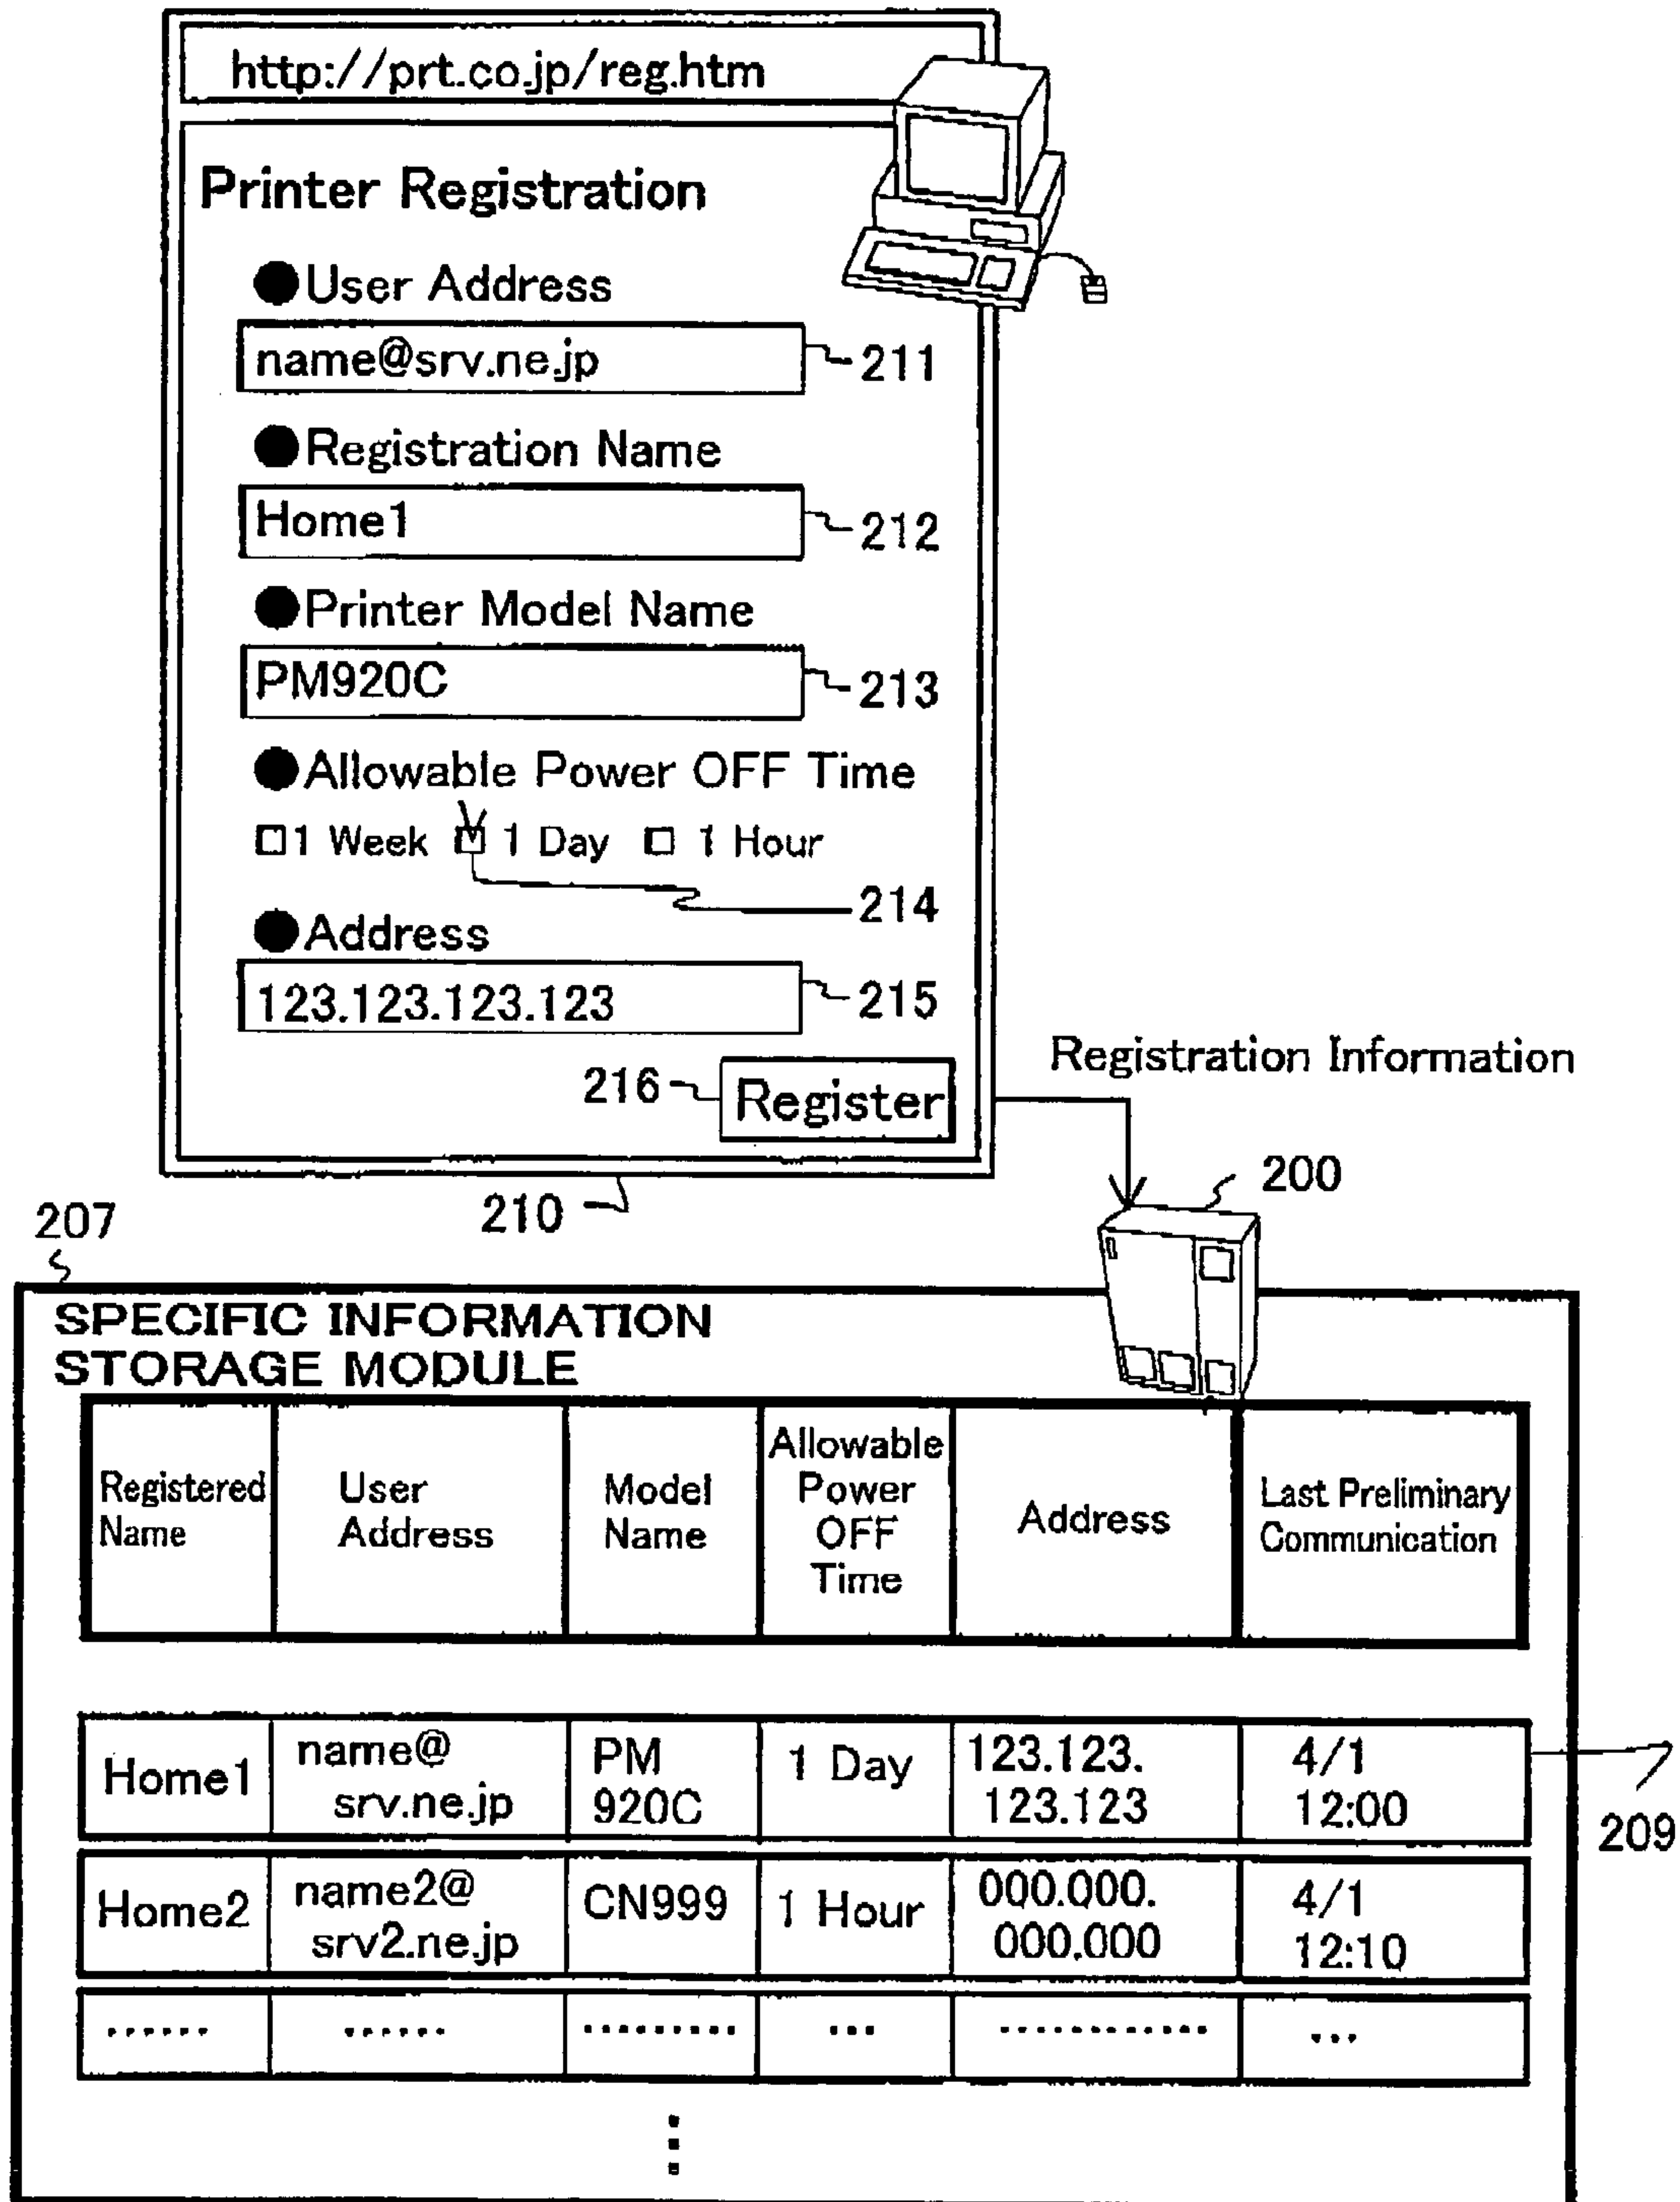 http://prt.co.jp/reg.htm
Printer Registration
●User Address
name@srv.ne.jp
211
●Registration Name
Home1
212
●Printer Model Name
PM920C
213
●Allowable Power OFF Time
□1 Week □ 1 Day □ 1 Hour
214
●Address
123.123.123.123
215
216
Register
Registration Information
210
200
207
SPECIFIC INFORMATION
STORAGE MODULE
Registered
Name
User
Address
Model
Name
Allowable
Power
OFF
Time
Address
Last Preliminary
Communication
Home1
name@
srv.ne.jp
PM
920C
1 Day
123.123.
123.123
4/1
12:00
209
Home2
name2@
srv2.ne.jp
CN999
1 Hour
000.000.
000.000
4/1
12:10
......
......
.........
...
............
...